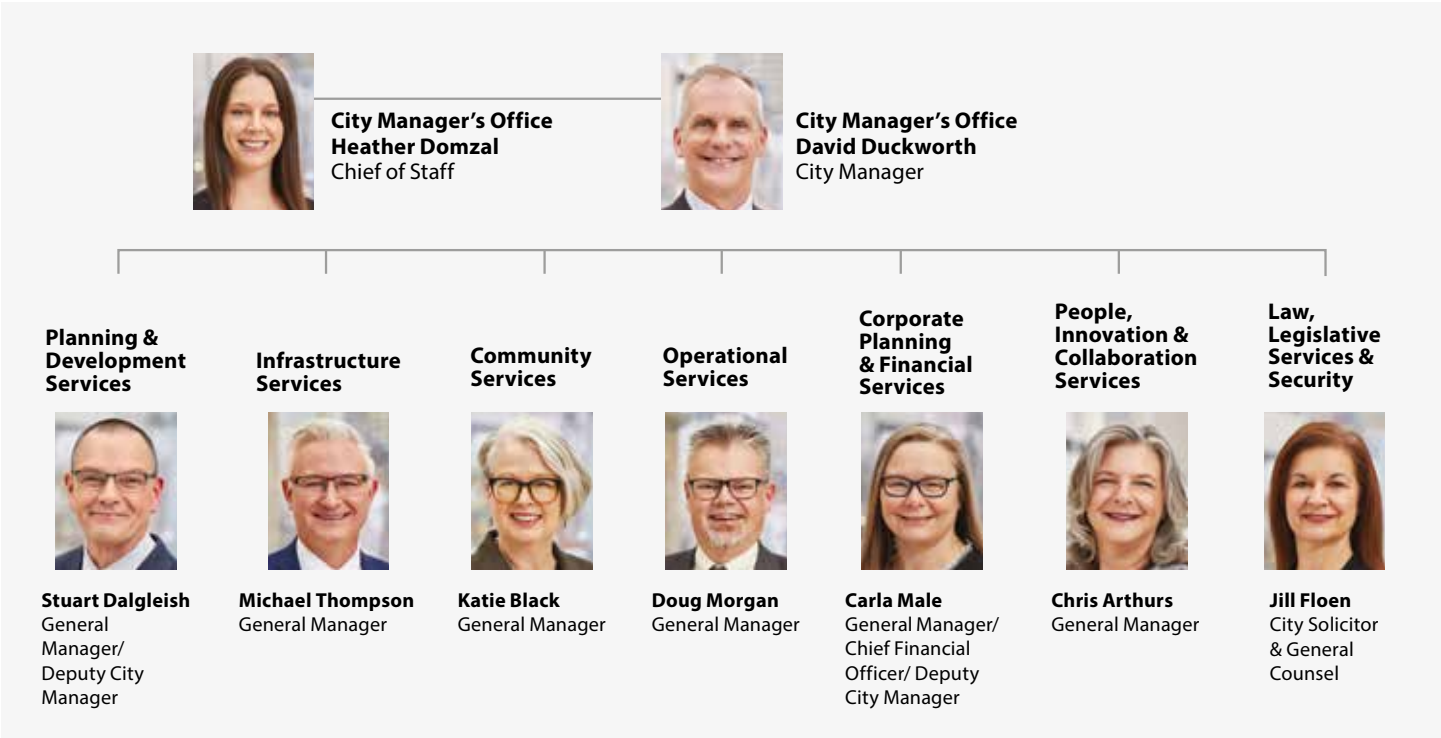 City Manager's Office
Heather Domzal
Chief of Staff
City Manager's Office
David Duckworth
City Manager
Planning &
Development
Services
Infrastructure
Services
Community
Services
Operational
Services
Corporate
Planning
& Financial
Services
People,
Innovation &
Collaboration
Services
Law,
Legislative
Services &
Security
Stuart Dalgleish
General
Manager/
Deputy City
Manager
Michael Thompson
General Manager
Katie Black
General Manager
Doug Morgan
General Manager
Carla Male
General Manager/
Chief Financial
Officer/ Deputy
City Manager
Chris Arthurs
General Manager
Jill Floen
City Solicitor
& General
Counsel